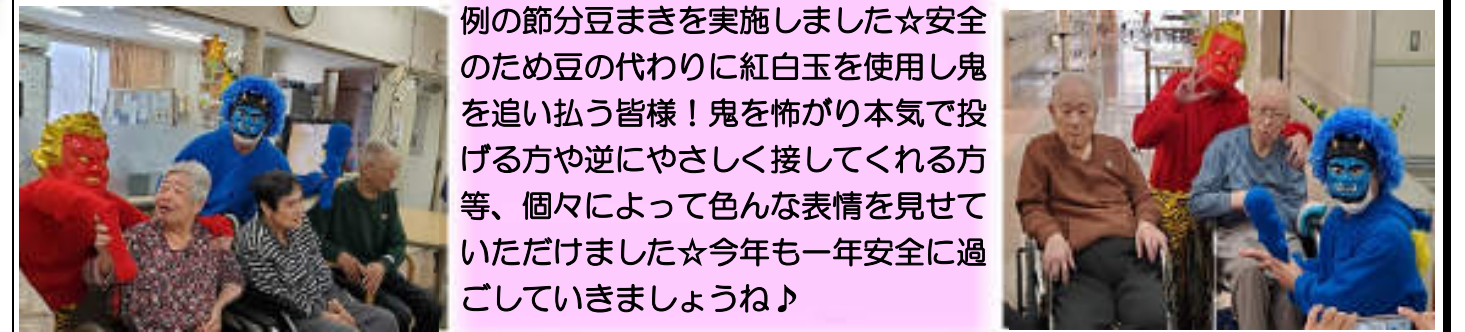 例の節分豆まきを実施しました☆安全
のため豆の代わりに紅白玉を使用し鬼
を追い払う皆様！鬼を怖がり本気で投
げる方や逆にやさしく接してくれる方
等、個々によって色んな表情を見せて
いただけました☆今年も一年安全に過
ごしていきましょうね♪